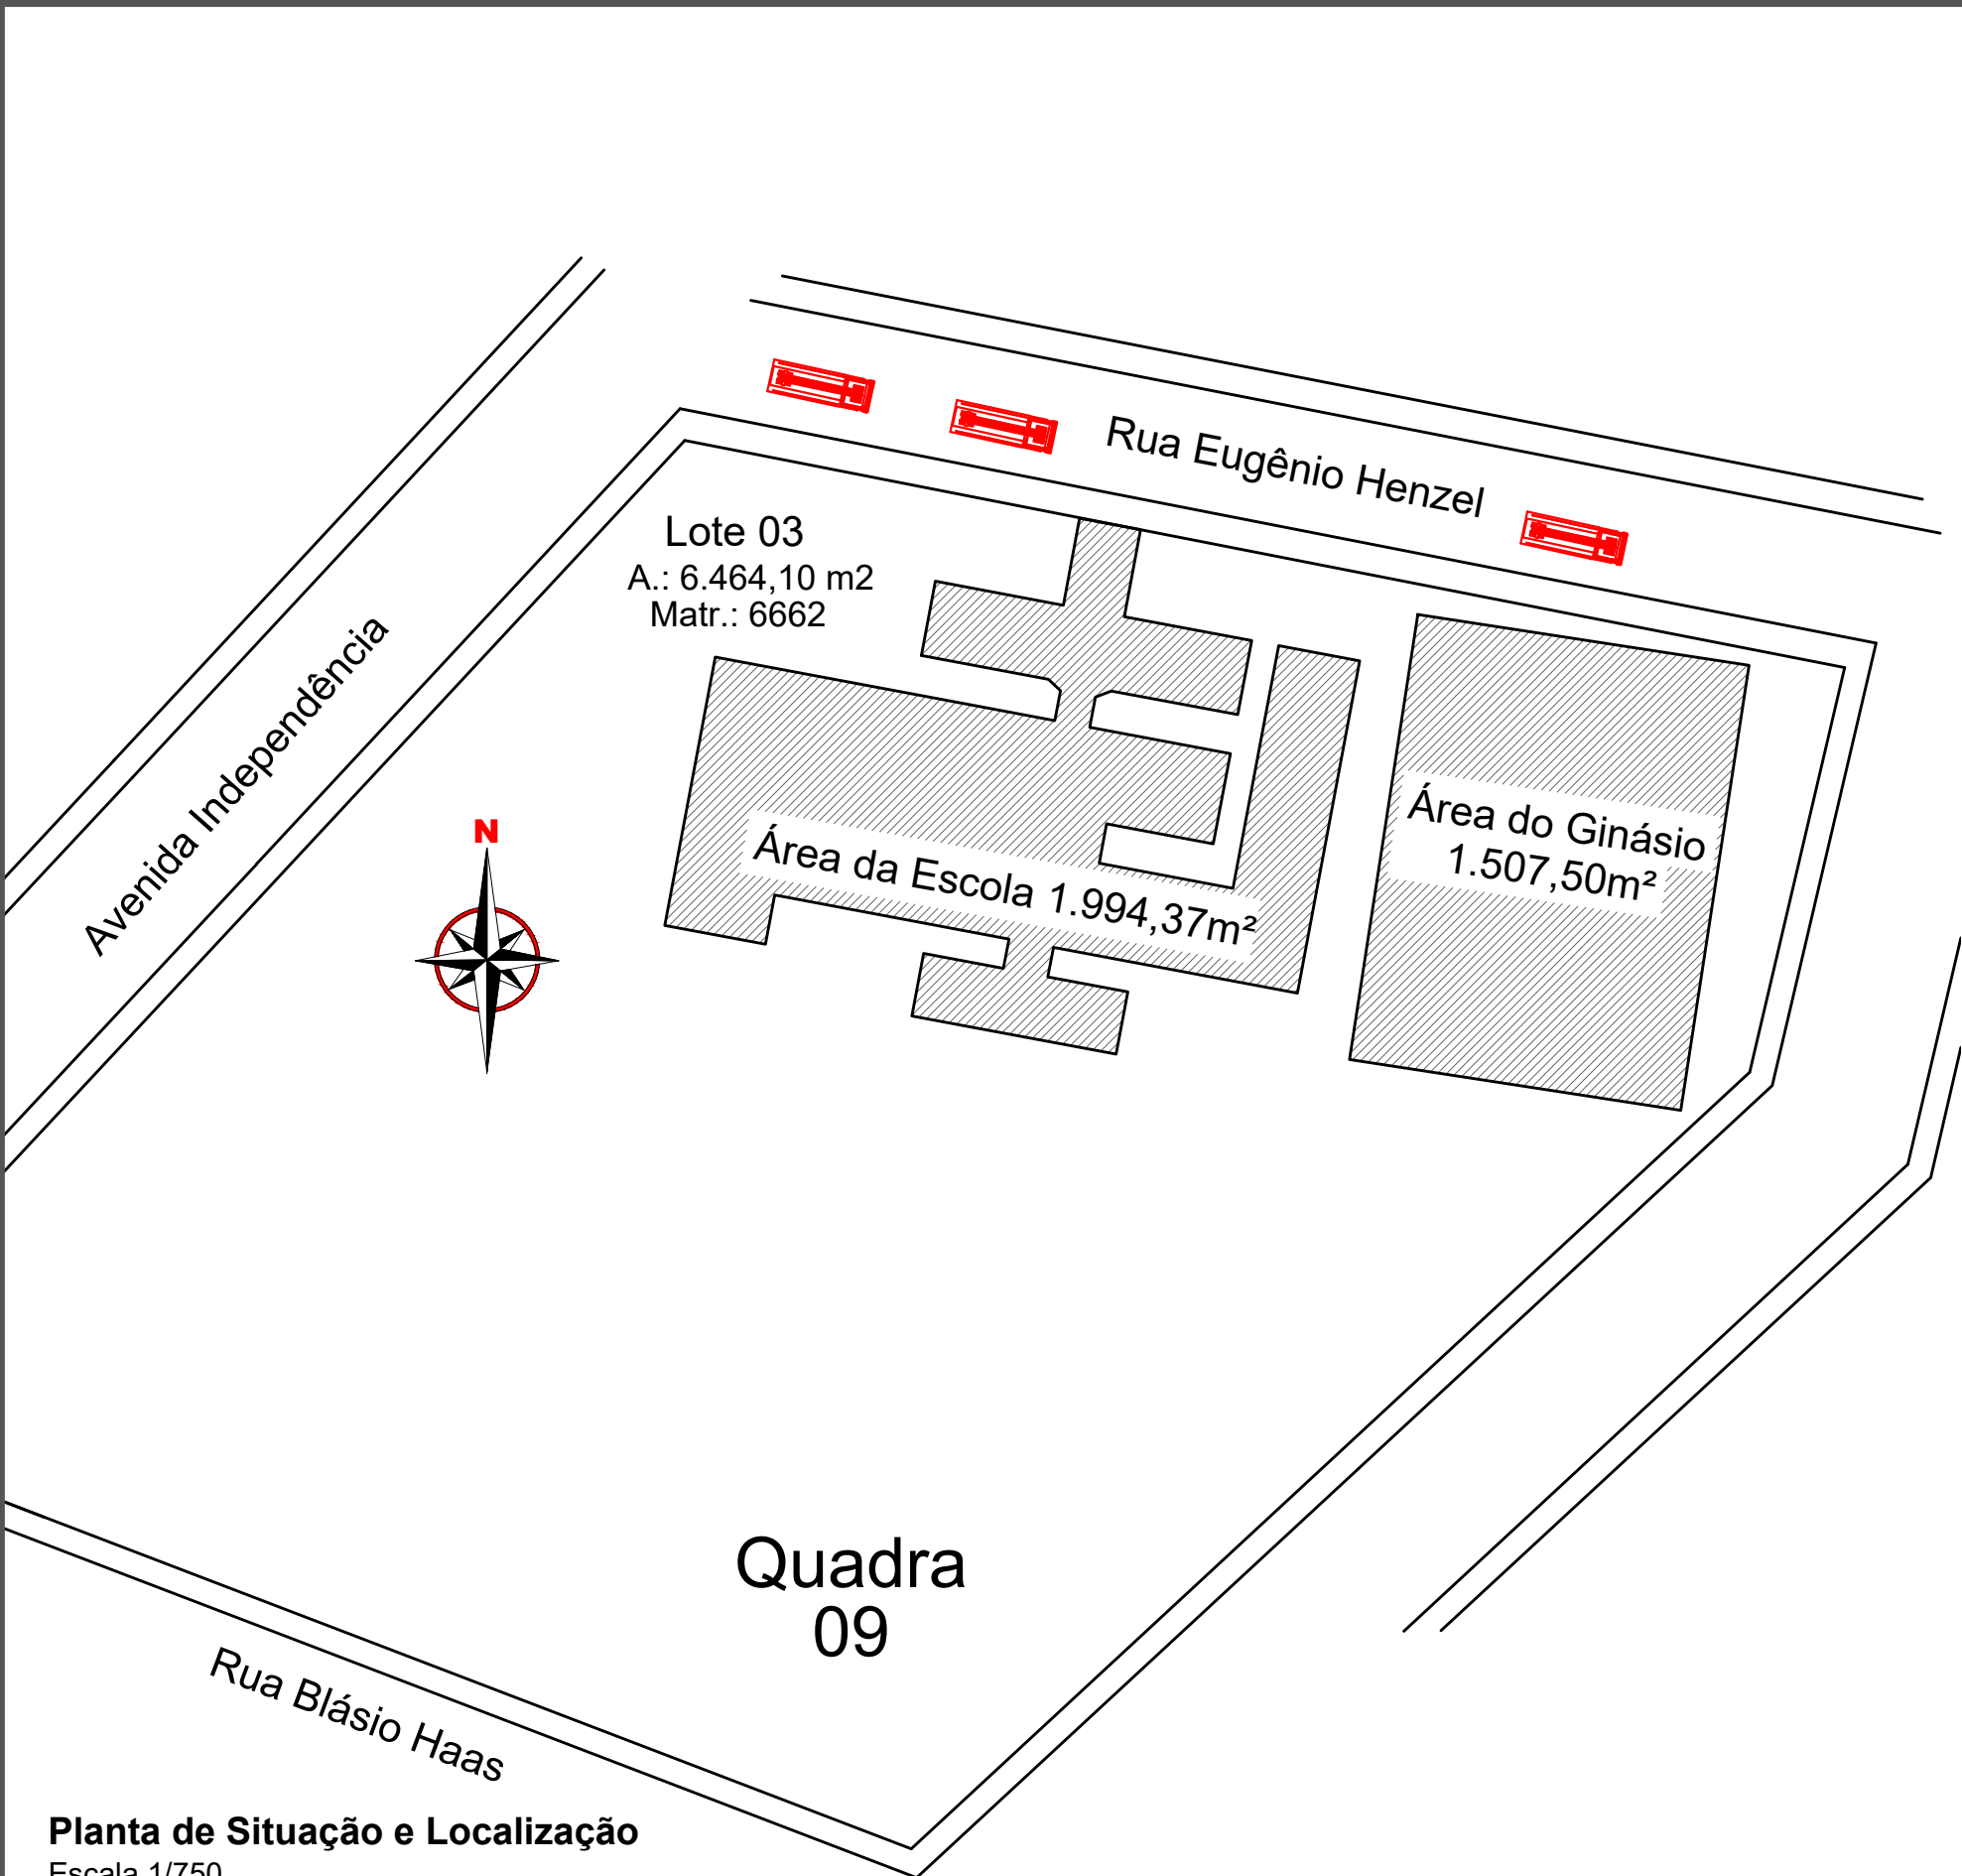 Rua Eugênio Henzel
Lote 03
A.: 6.464,10 m2
Matr.: 6662
Avenida Independência
Área do Ginásio
1.507,50m²
N
Área da Escola 1.994,37m²
Quadra
09
Rua Blásio Haas
Planta de Situação e Localização
Escala 1/750